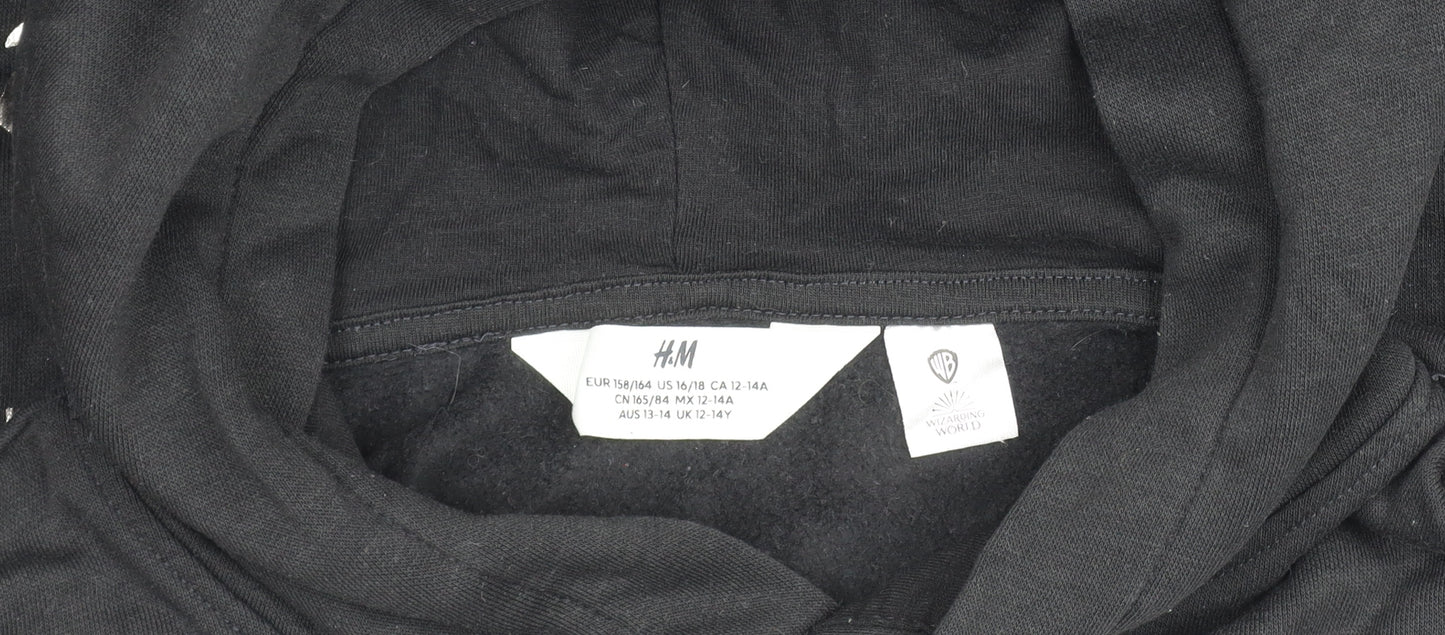 H&M
EUR 158/164 US 16/18 CA 12-14A
CN 165/84 MX 12-14A
AUS 13-14 UK 12-14Y
WB
WIZARDING
WORLD